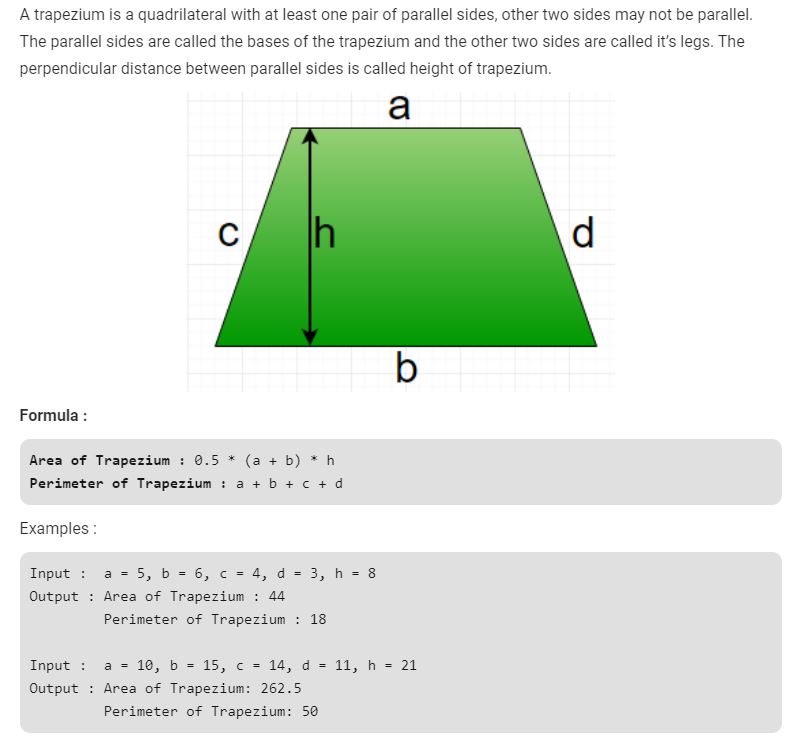 A trapezium is a quadrilateral with at least one pair of parallel sides, other two sides may not be parallel.
The parallel sides are called the bases of the trapezium and the other two sides are called it's legs. The
perpendicular distance between parallel sides is called height of trapezium.
a
c
h
d
b
Formula :
Area of Trapezium : 0.5 * (a + b) * h
Perimeter of Trapezium : a + b + c + d
Examples :
Input :  a = 5, b = 6, c = 4, d = 3, h = 8
Output : Area of Trapezium : 44
Perimeter of Trapezium : 18
Input :  a = 10, b = 15, c = 14, d = 11, h = 21
Output : Area of Trapezium: 262.5
Perimeter of Trapezium: 50